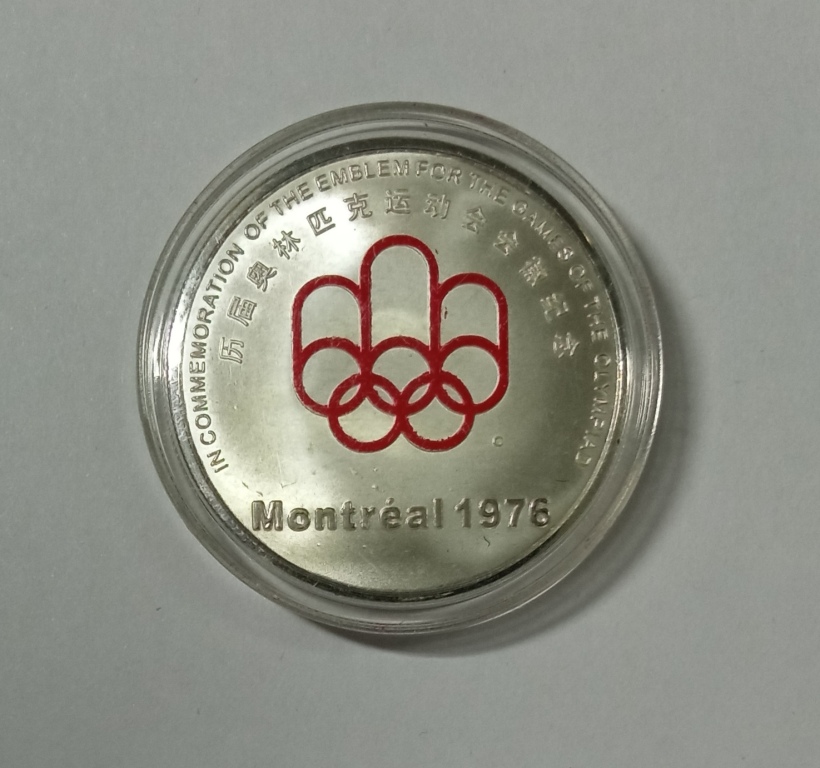 IN COMMEMORATION OF THE EMBLEM FOR THE GAMES OF THE OLYMPIAD
历届奥林匹克运动会会徽纪念
Montréal 1976